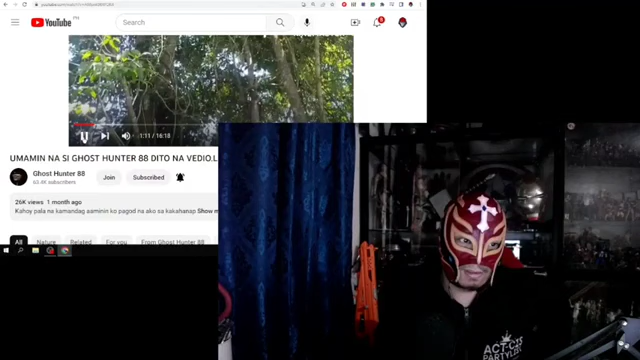 YouTube PH
Search
9
1:11 / 16:18
UMAMIN NA SI GHOST HUNTER 88 DITO NA VEDIO.L
Ghost Hunter 88
63.4K subscribers
Join
Subscribed
26K views 1 month ago
Kahoy pala na kamandag aaminin ko pagod na ako sa kakahanap Show m
All
Nature
Related
For you
From Ghost Hunter 88
ACT-CIS
PARTYLIST